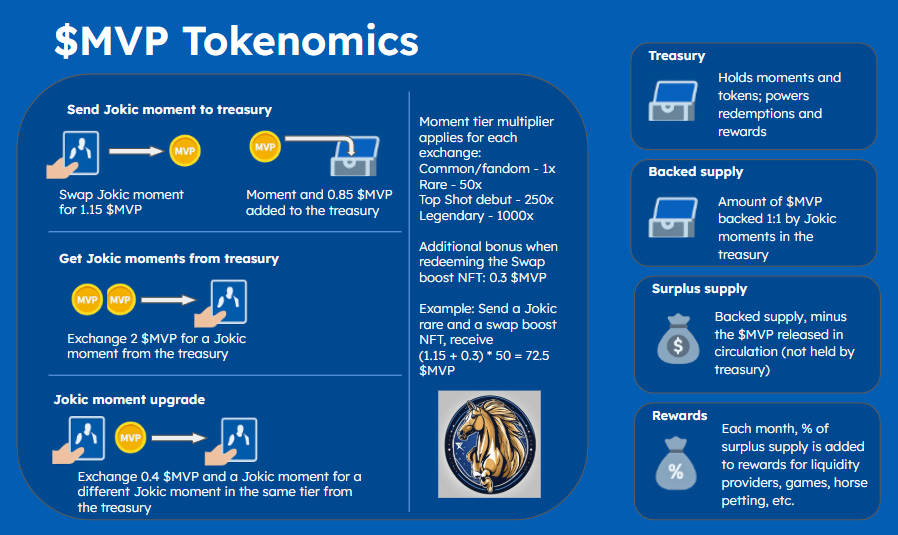 $MVP Tokenomics
Send Jokic moment to treasury
MVP
Swap Jokic moment
for 1.15 $MVP
MVP
Moment and 0.85 $MVP
added to the treasury
Get Jokic moments from treasury
MVP MVP
Exchange 2 $MVP for a Jokic
moment from the treasury
Jokic moment upgrade
MVP
Exchange 0.4 $MVP and a Jokic moment for a
different Jokic moment in the same tier from
the treasury
Moment tier multiplier
applies for each
exchange:
Common/fandom - 1x
Rare - 50x
Top Shot debut - 250x
Legendary - 1000x
Additional bonus when
redeeming the Swap
boost NFT: 0.3 $MVP
Example: Send a Jokic
rare and a swap boost
NFT, receive
(1.15 + 0.3) * 50 = 72.5
$MVP
Treasury
Holds moments and
tokens; powers
redemptions and
rewards
Backed supply
Amount of $MVP
backed 1:1 by Jokic
moments in the
treasury
Surplus supply
$
Backed supply, minus
the $MVP released in
circulation (not held by
treasury)
Rewards
%
Each month, % of
surplus supply is added
to rewards for liquidity
providers, games, horse
petting, etc.